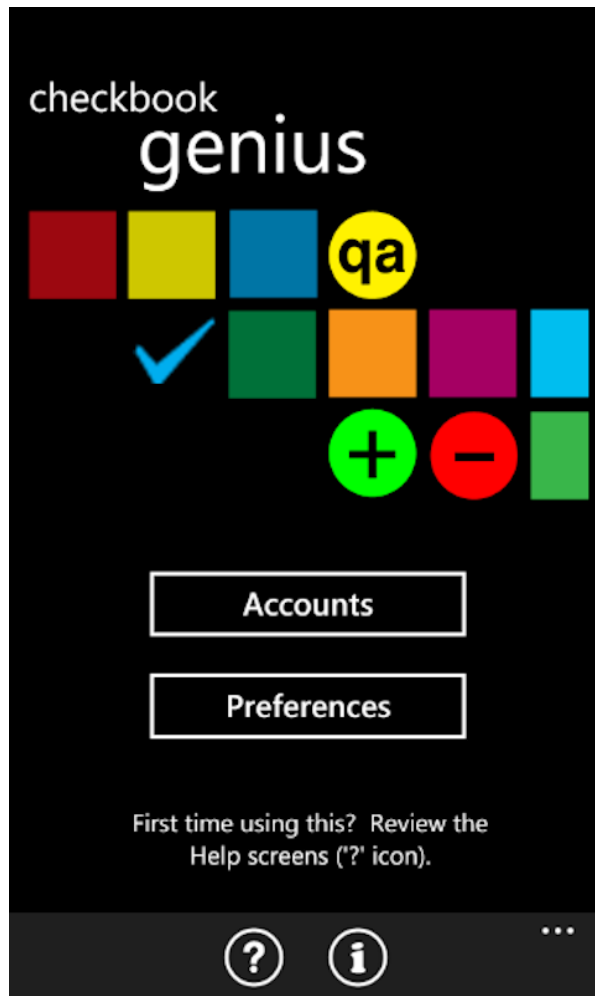 checkbook
genius
qa
+ −
Accounts
Preferences
First time using this?  Review the
Help screens ('?' icon).
...
? i